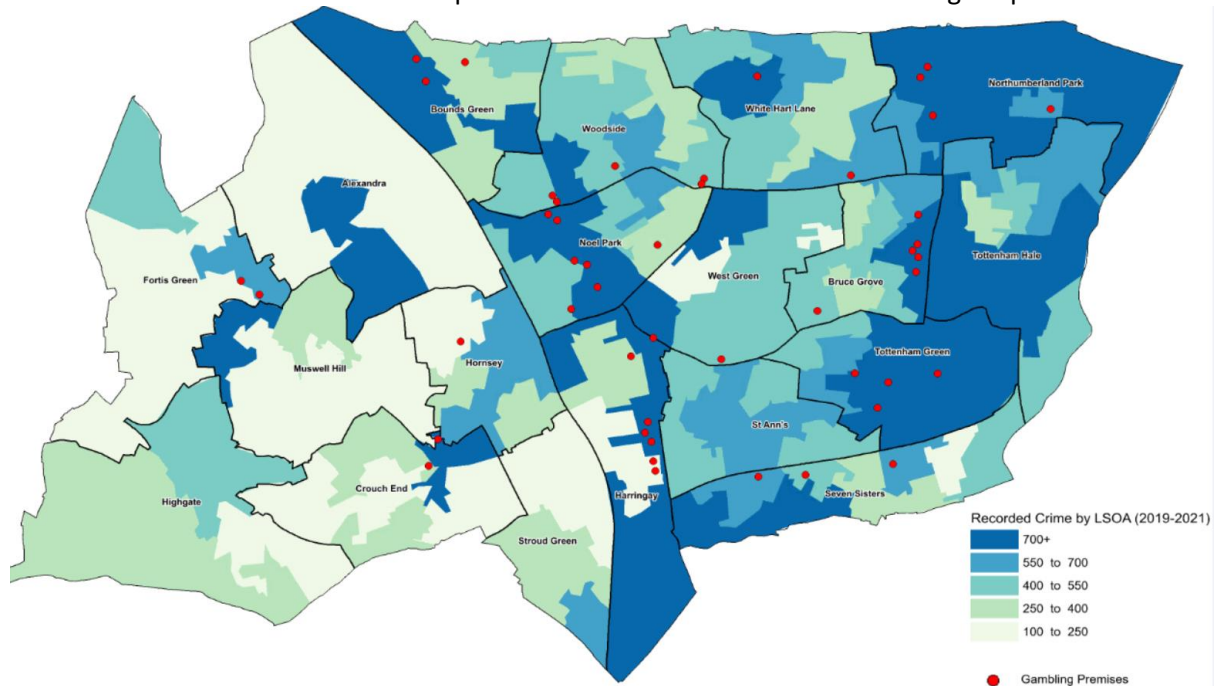 Northumberland Park
White Hart Lane
Bounds Green
Woodside
Alexandra
Noel Park
Tottenham Hale
West Green
Fortis Green
Bruce Grove
Tottenham Green
Hornsey
Muswell Hill
St Ann's
Crouch End
Seven Sisters
Harringay
Highgate
Stroud Green
Recorded Crime by LSOA (2019-2021)
700+
550 to 700
400 to 550
250 to 400
100 to 250
Gambling Premises